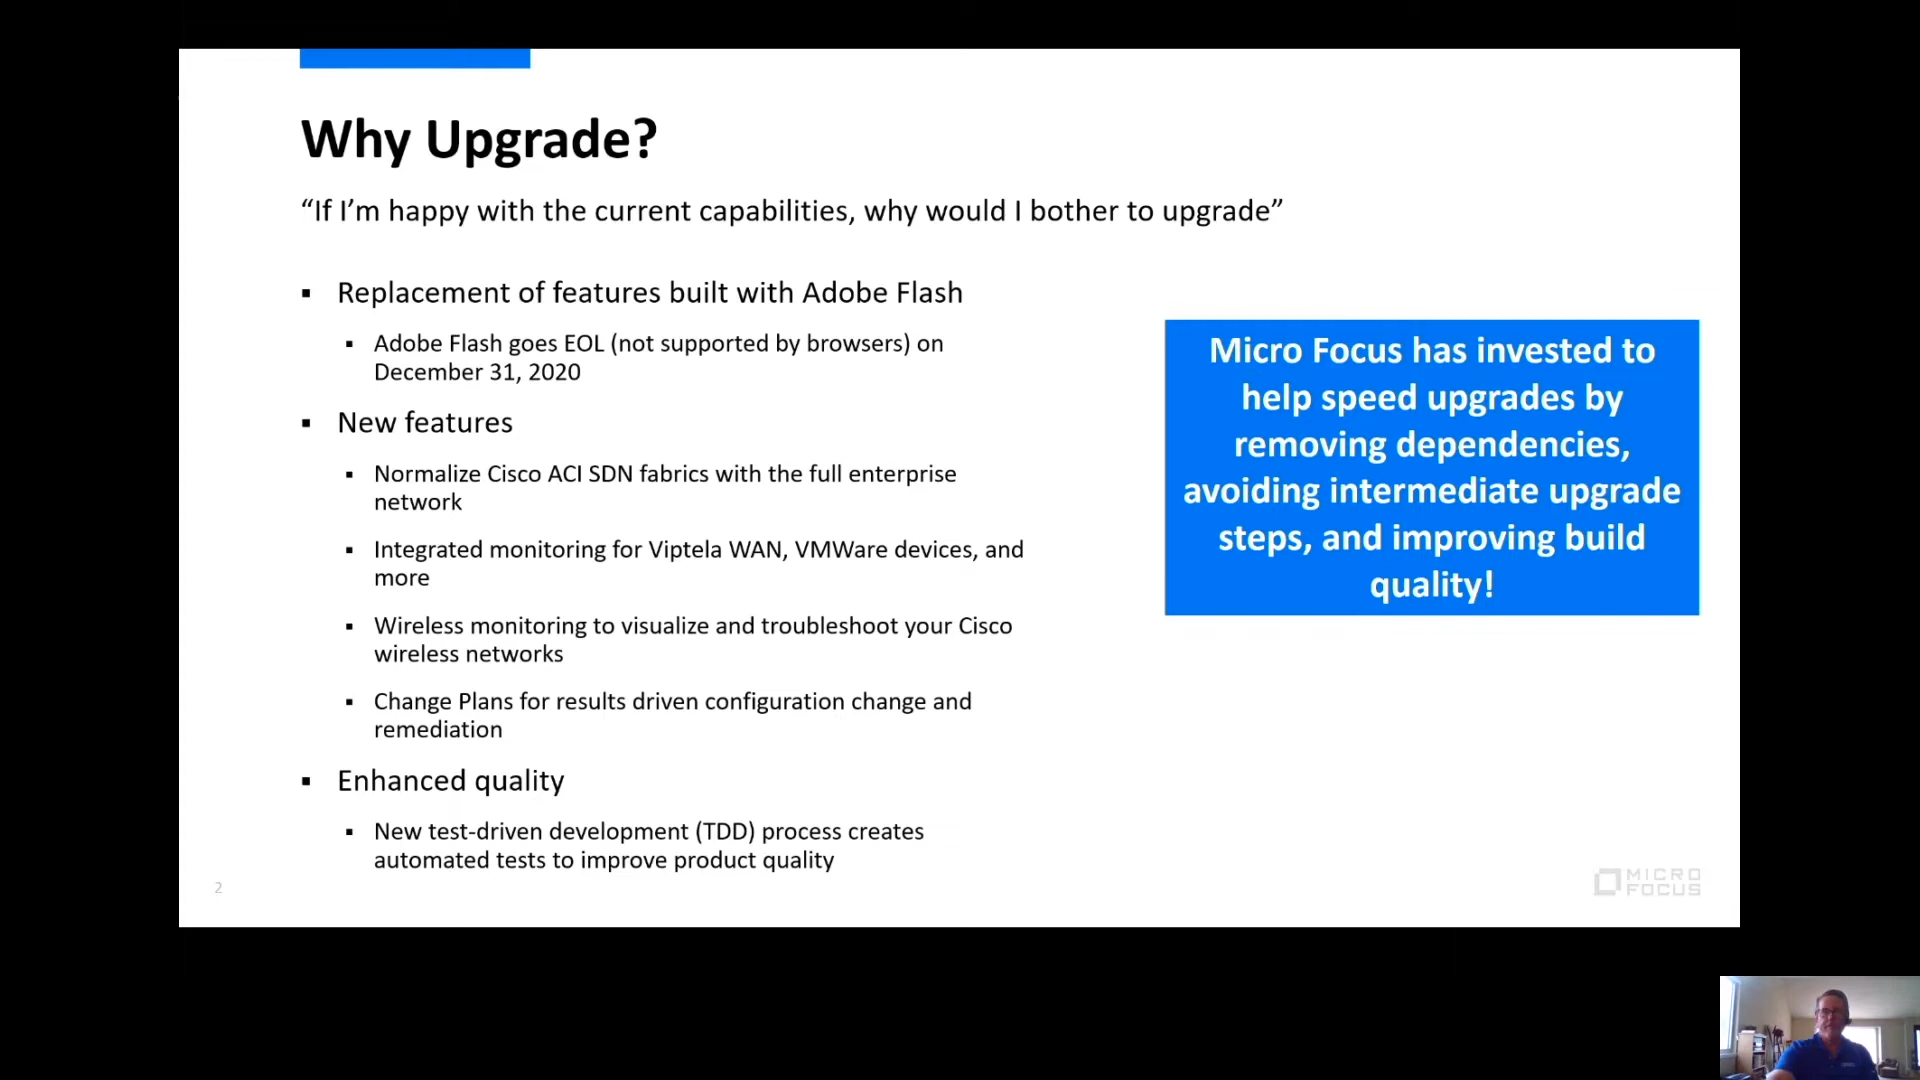 Why Upgrade?
“If I’m happy with the current capabilities, why would I bother to upgrade”
▪ Replacement of features built with Adobe Flash
▪ Adobe Flash goes EOL (not supported by browsers) on
December 31, 2020
▪ New features
▪ Normalize Cisco ACI SDN fabrics with the full enterprise
network
▪ Integrated monitoring for Viptela WAN, VMWare devices, and
more
▪ Wireless monitoring to visualize and troubleshoot your Cisco
wireless networks
▪ Change Plans for results driven configuration change and
remediation
▪ Enhanced quality
▪ New test-driven development (TDD) process creates
automated tests to improve product quality
Micro Focus has invested to
help speed upgrades by
removing dependencies,
avoiding intermediate upgrade
steps, and improving build
quality!
2
MICRO
FOCUS